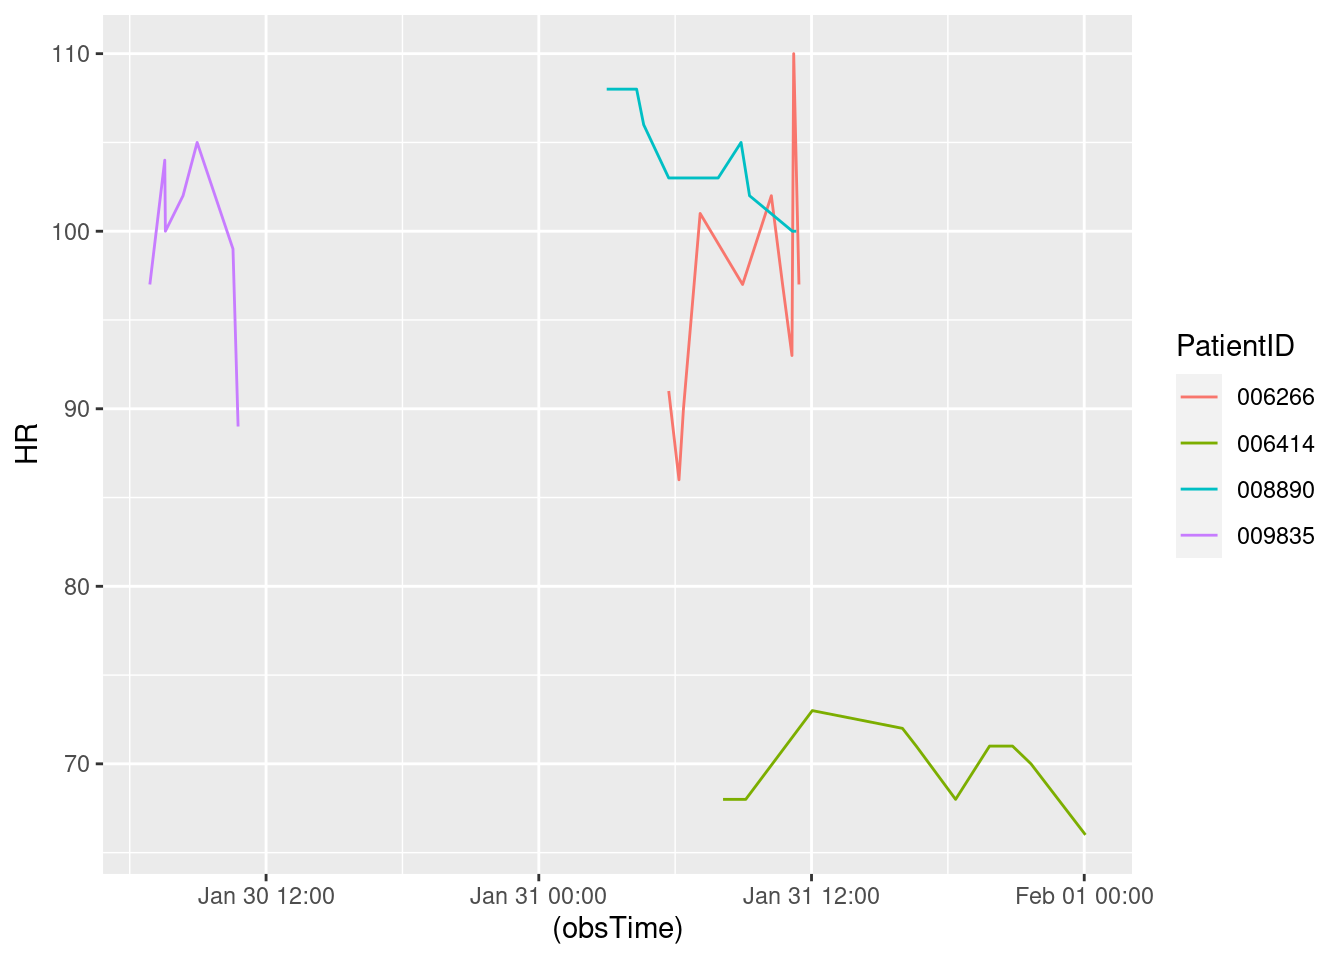 110
100
90
80
70
HR
Jan 30 12:00
Jan 31 00:00
Jan 31 12:00
Feb 01 00:00
(obsTime)
PatientID
006266
006414
008890
009835